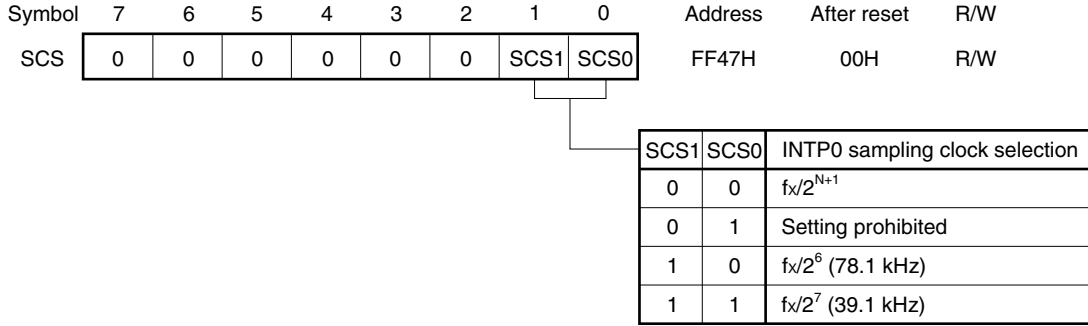 Symbol 7 6 5 4 3 2 1 0 Address After reset R/W
SCS 0 0 0 0 0 0 SCS1 SCS0 FF47H 00H R/W
SCS1 SCS0 INTP0 sampling clock selection
0 0 fx/2^N+1
0 1 Setting prohibited
1 0 fx/2^6 (78.1 kHz)
1 1 fx/2^7 (39.1 kHz)